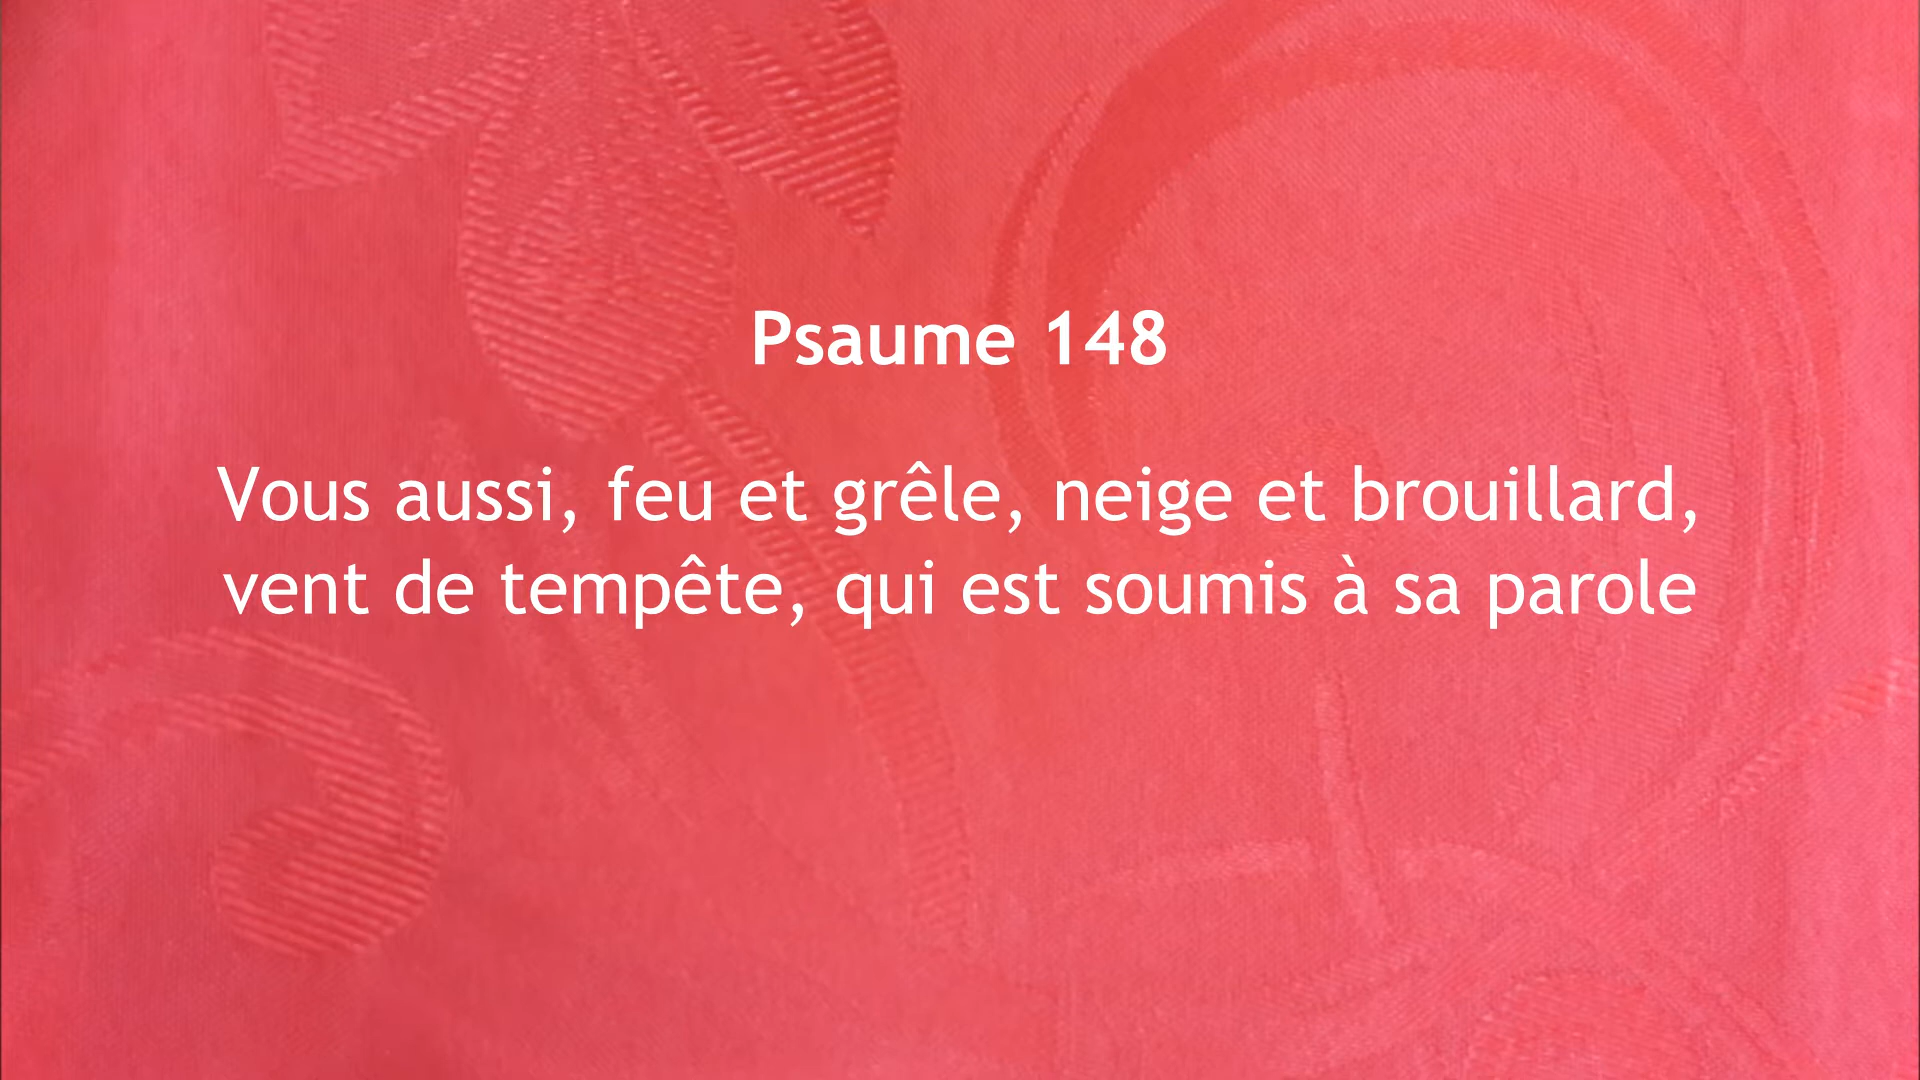 Psaume 148
Vous aussi, feu et grêle, neige et brouillard,
vent de tempête, qui est soumis à sa parole